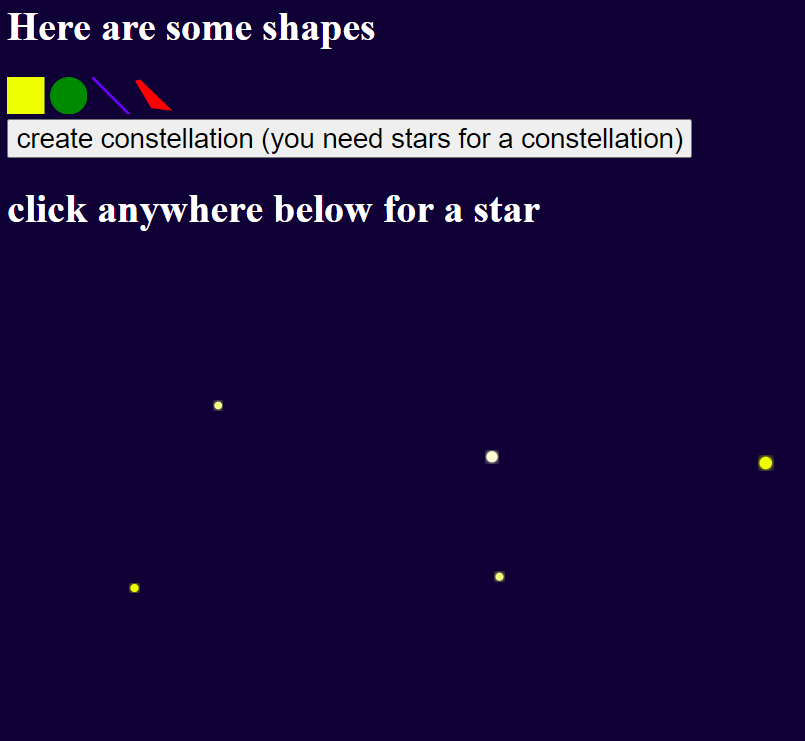 Here are some shapes
create constellation (you need stars for a constellation)
click anywhere below for a star